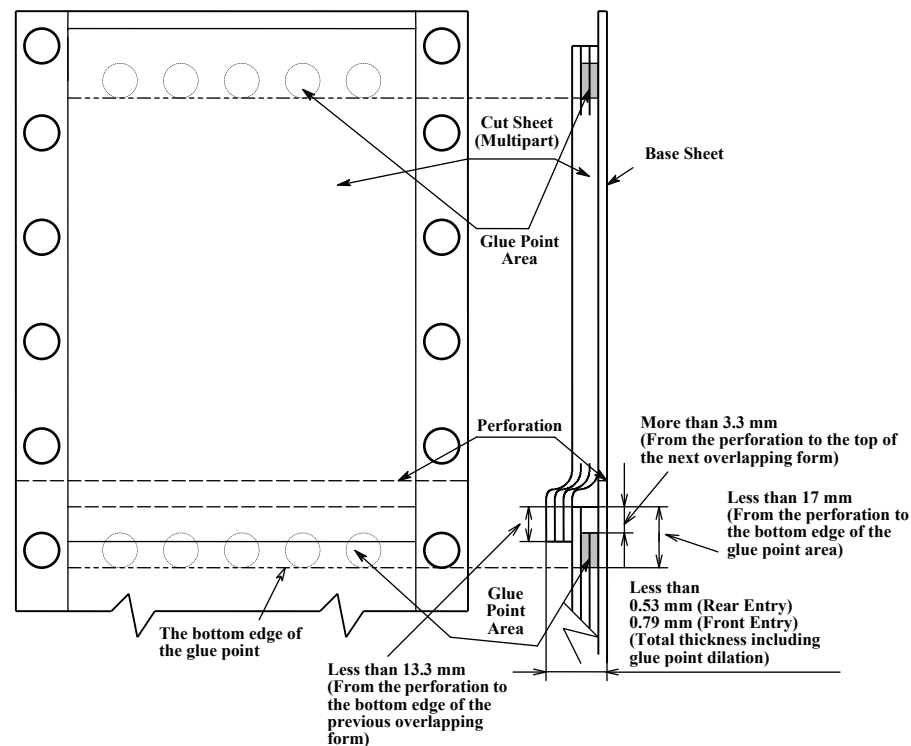 Cut Sheet
(Multipart)
Base Sheet
Glue Point
Area
Perforation
More than 3.3 mm
(From the perforation to the top of
the next overlapping form)
Less than 17 mm
(From the perforation to
the bottom edge of the
glue point area)
Less than
0.53 mm (Rear Entry)
0.79 mm (Front Entry)
(Total thickness including
glue point dilation)
Glue
Point
Area
The bottom edge of
the glue point
Less than 13.3 mm
(From the perforation to
the bottom edge of the
previous overlapping
form)